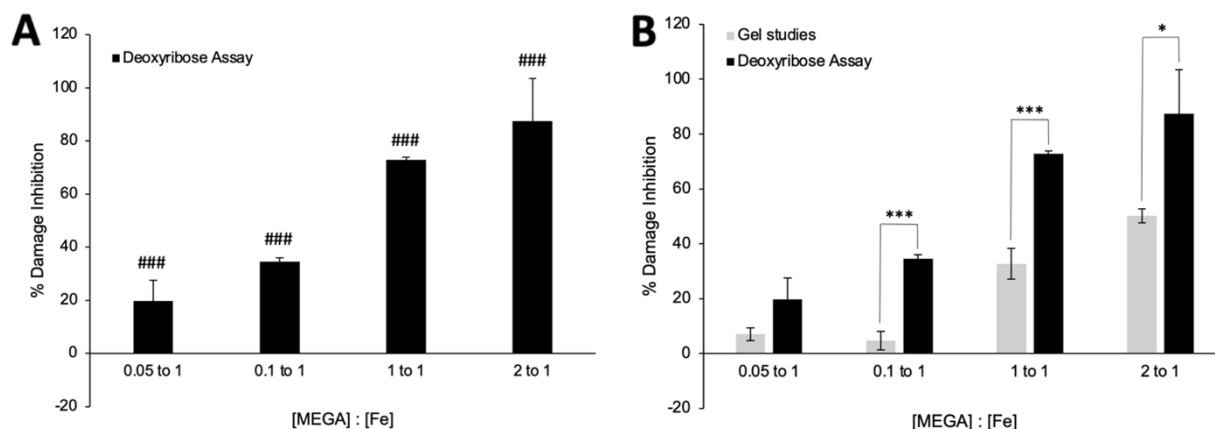 A
120
100
80
60
40
20
0
-20
% Damage Inhibition
Deoxyribose Assay
###
###
###
###
0.05 to 1
0.1 to 1
1 to 1
2 to 1
[MEGA] : [Fe]
B
120
100
80
60
40
20
0
-20
% Damage Inhibition
Gel studies
Deoxyribose Assay
***
***
*
0.05 to 1
0.1 to 1
1 to 1
2 to 1
[MEGA] : [Fe]